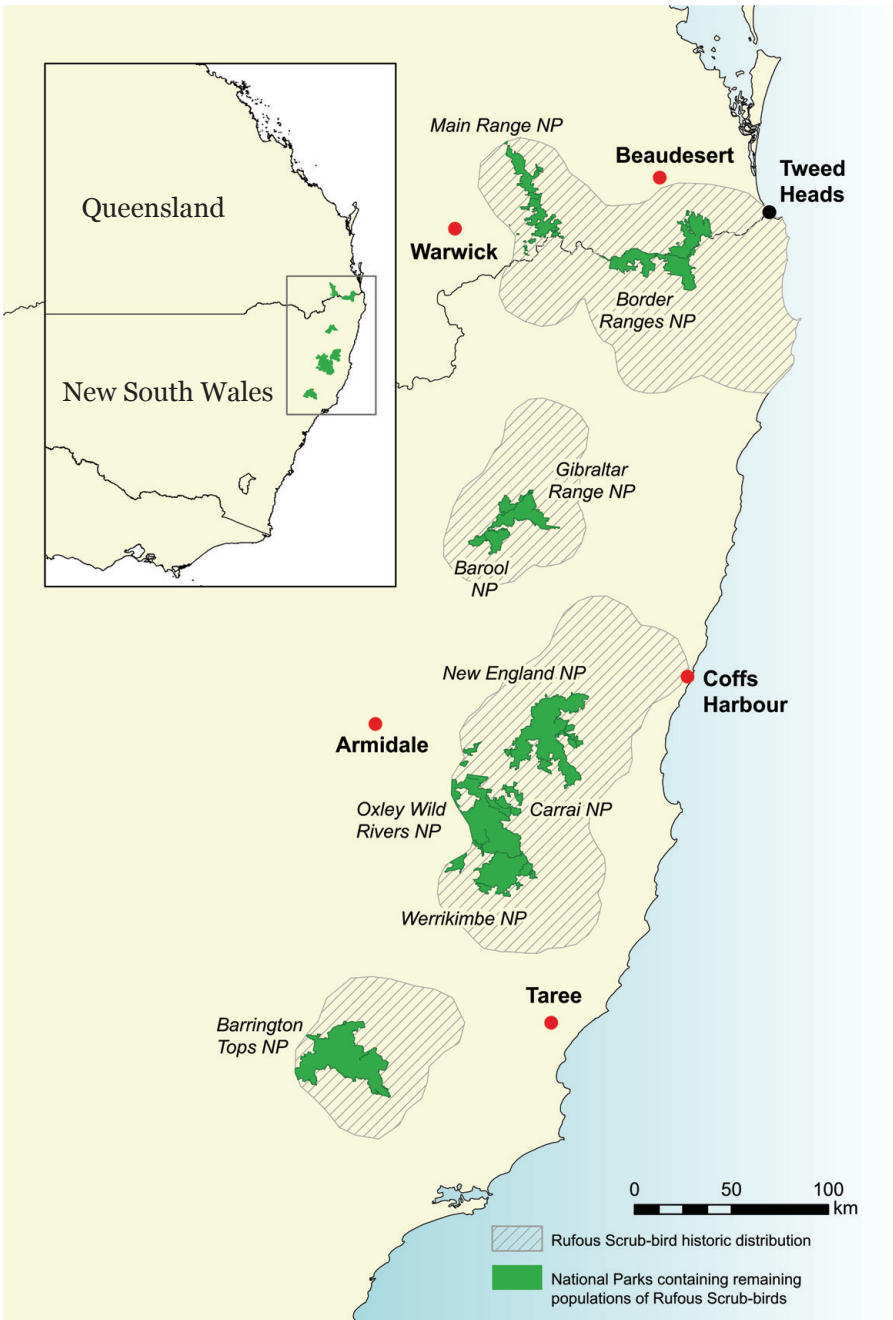 Queensland
New South Wales
Main Range NP
Beaudesert
Tweed
Heads
Warwick
Border
Ranges NP
Gibraltar
Range NP
Barool
NP
New England NP
Coffs
Harbour
Armidale
Oxley Wild
Rivers NP
Carrai NP
Werrikimbe NP
Taree
Barrington
Tops NP
0 50 100
km
Rufous Scrub-bird historic distribution
National Parks containing remaining
populations of Rufous Scrub-birds